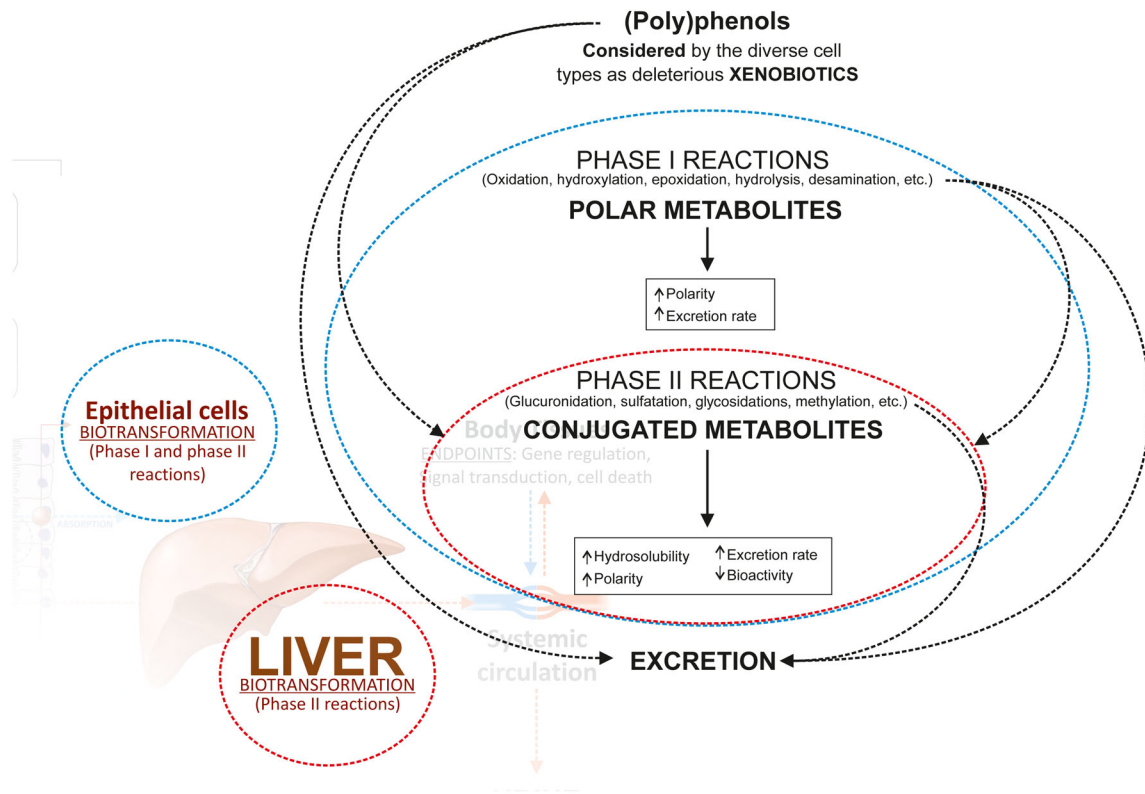 (Poly)phenols
Considered by the diverse cell
types as deleterious XENOBIOTICS
PHASE I REACTIONS
(Oxidation, hydroxylation, epoxidation, hydrolysis, desamination, etc.)
POLAR METABOLITES
↑ Polarity
↑ Excretion rate
PHASE II REACTIONS
(Glucuronidation, sulfatation, glycosidations, methylation, etc.)
CONJUGATED METABOLITES
↑ Hydrosolubility
↑ Polarity
↑ Excretion rate
↓ Bioactivity
EXCRETION
Epithelial cells
BIOTRANSFORMATION
(Phase I and phase II
reactions)
LIVER
BIOTRANSFORMATION
(Phase II reactions)
Body
ENDPOINTS: Gene regulation,
signal transduction, cell death
ABSORPTION
Systemic
circulation